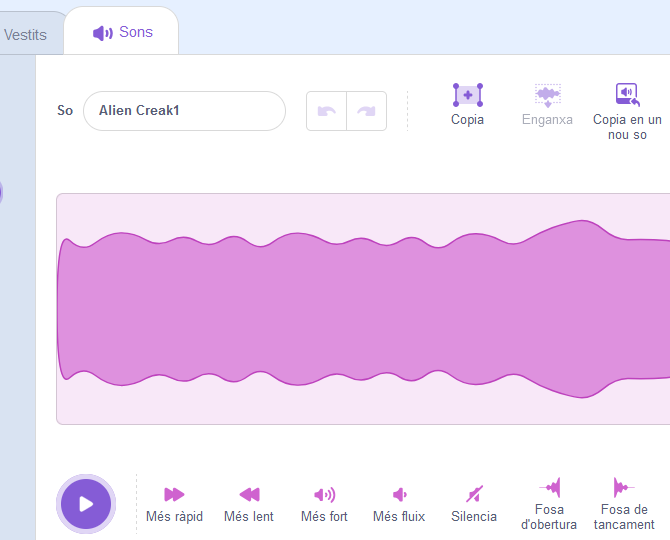 Vestits
Sons
So
Alien Creak1
Copia
Enganxa
Copia en un
nou so
Més ràpid
Més lent
Més fort
Més fluix
Silencia
Fosa
d'obertura
Fosa de
tancament